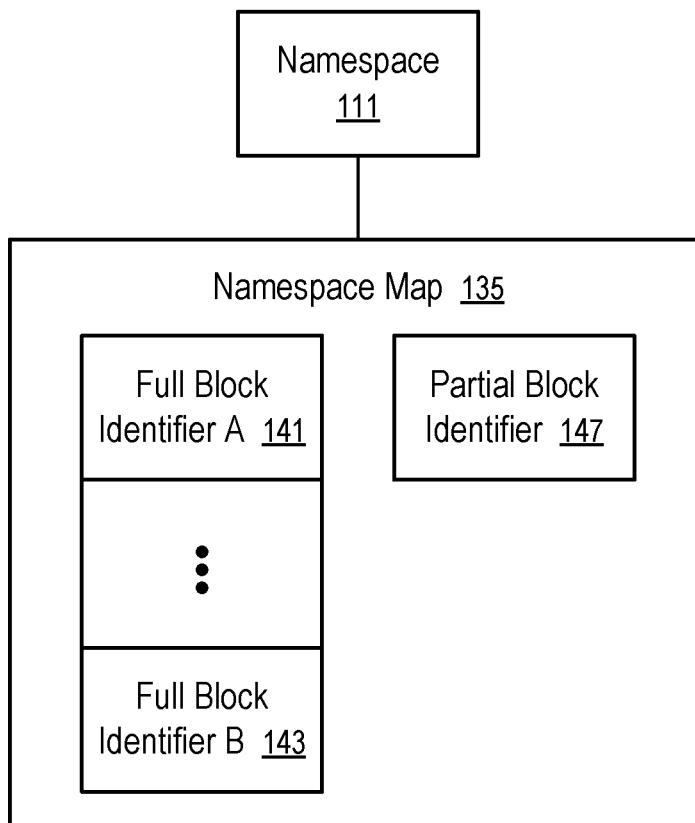 Namespace
111
Namespace Map 135
Full Block
Identifier A 141
Partial Block
Identifier 147
Full Block
Identifier B 143